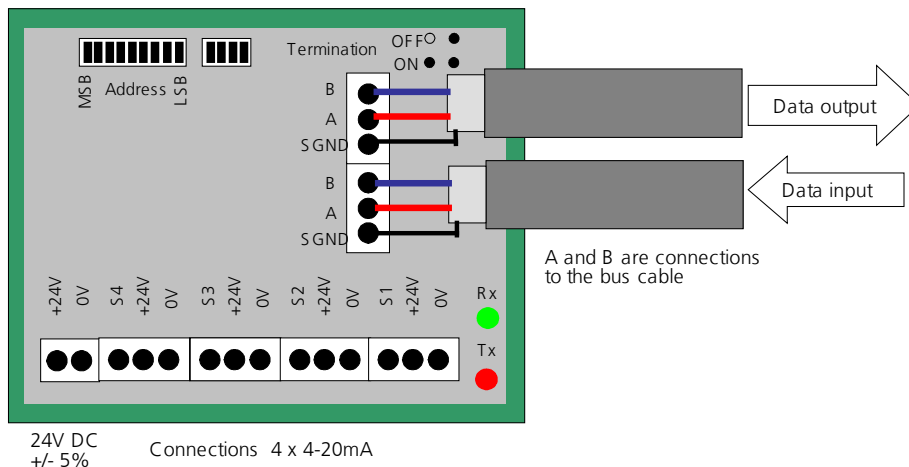 Termination
OFF
ON
MSB
Address
LSB
B
A
SGND
Data output
B
A
SGND
Data input
A and B are connections
to the bus cable
+24V
0V
S4
+24V
0V
S3
+24V
0V
S2
+24V
0V
S1
+24V
0V
Rx
Tx
24V DC
+/- 5%
Connections 4 x 4-20mA